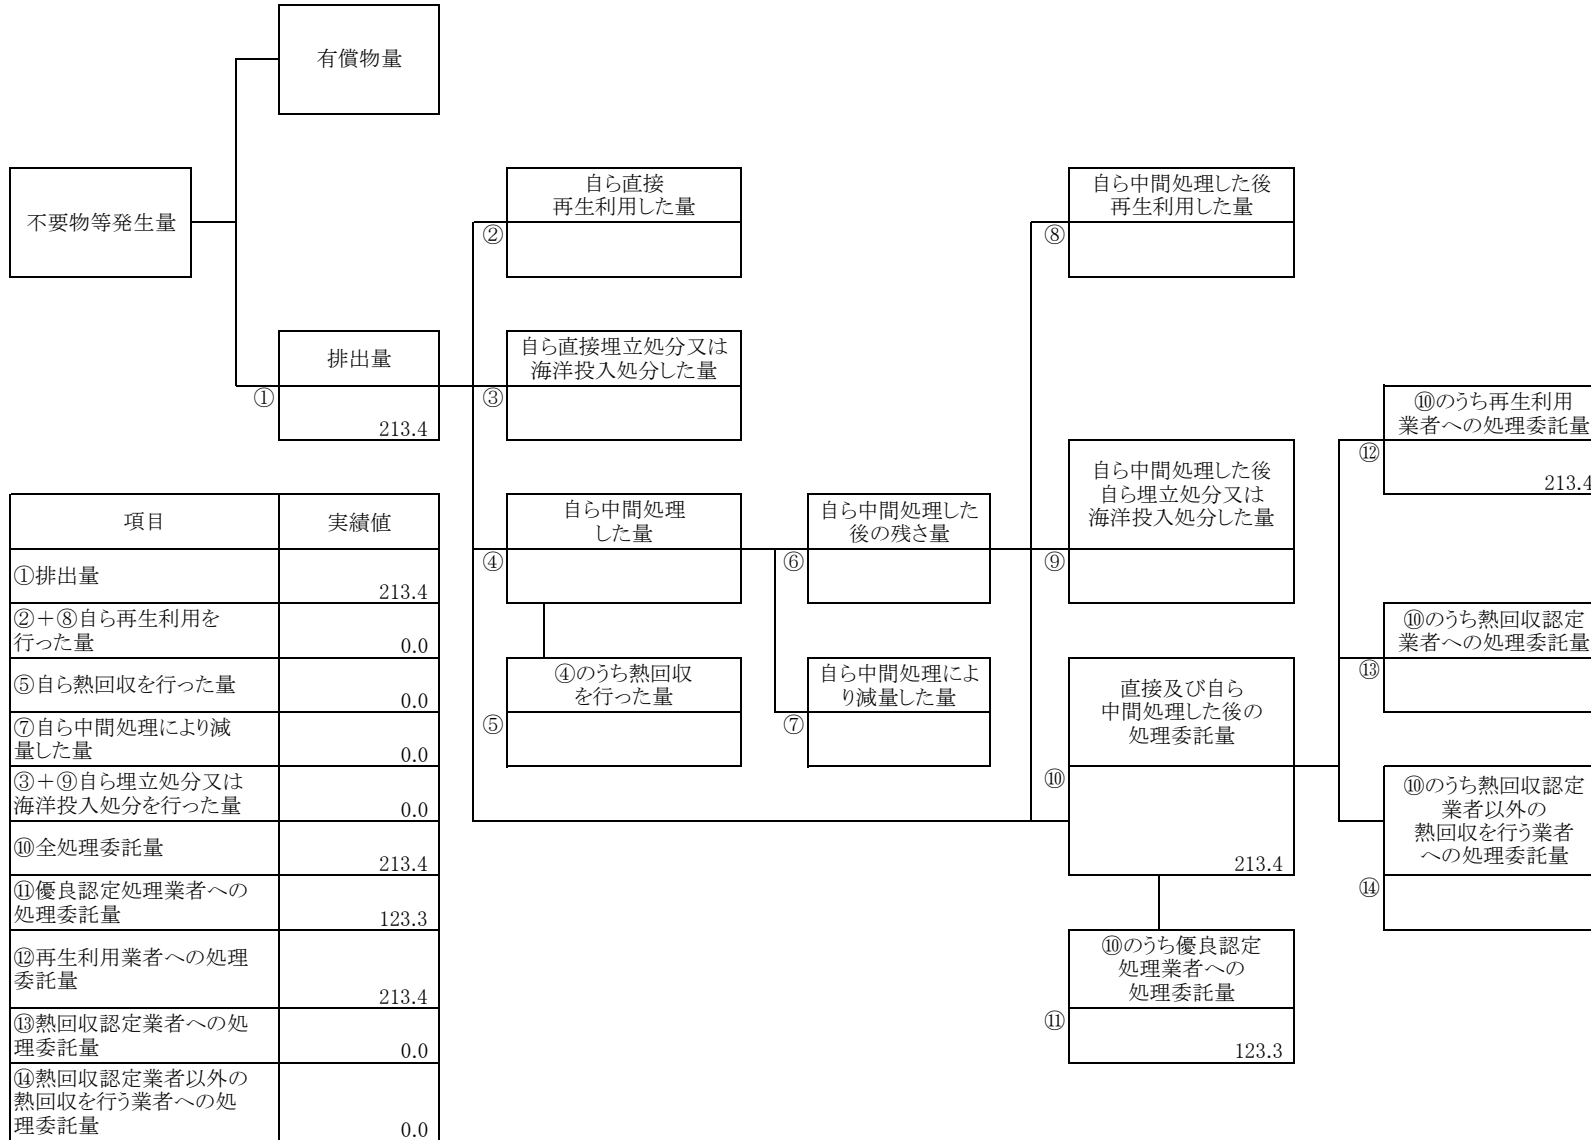 有償物量
不要物等発生量
排出量
①
213.4
自ら直接
再生利用した量
②
自ら直接埋立処分又は
海洋投入処分した量
③
自ら中間処理
した量
④
④のうち熱回収
を行った量
⑤
自ら中間処理した
後の残さ量
⑥
自ら中間処理によ
り減量した量
⑦
自ら中間処理した後
再生利用した量
⑧
自ら中間処理した後
自ら埋立処分又は
海洋投入処分した量
⑨
直接及び自ら
中間処理した後の
処理委託量
⑩
213.4
⑩のうち優良認定
処理業者への
処理委託量
⑪
123.3
⑩のうち再生利用
業者への処理委託量
⑫
213.4
⑩のうち熱回収認定
業者への処理委託量
⑬
⑩のうち熱回収認定
業者以外の
熱回収を行う業者
への処理委託量
⑭
項目 実績値
①排出量 213.4
②+⑧自ら再生利用を
行った量 0.0
⑤自ら熱回収を行った量 0.0
⑦自ら中間処理により減
量した量 0.0
③+⑨自ら埋立処分又は
海洋投入処分を行った量 0.0
⑩全処理委託量 213.4
⑪優良認定処理業者への
処理委託量 123.3
⑫再生利用業者への処理
委託量 213.4
⑬熱回収認定業者への処
理委託量 0.0
⑭熱回収認定業者以外の
熱回収を行う業者への処
理委託量 0.0